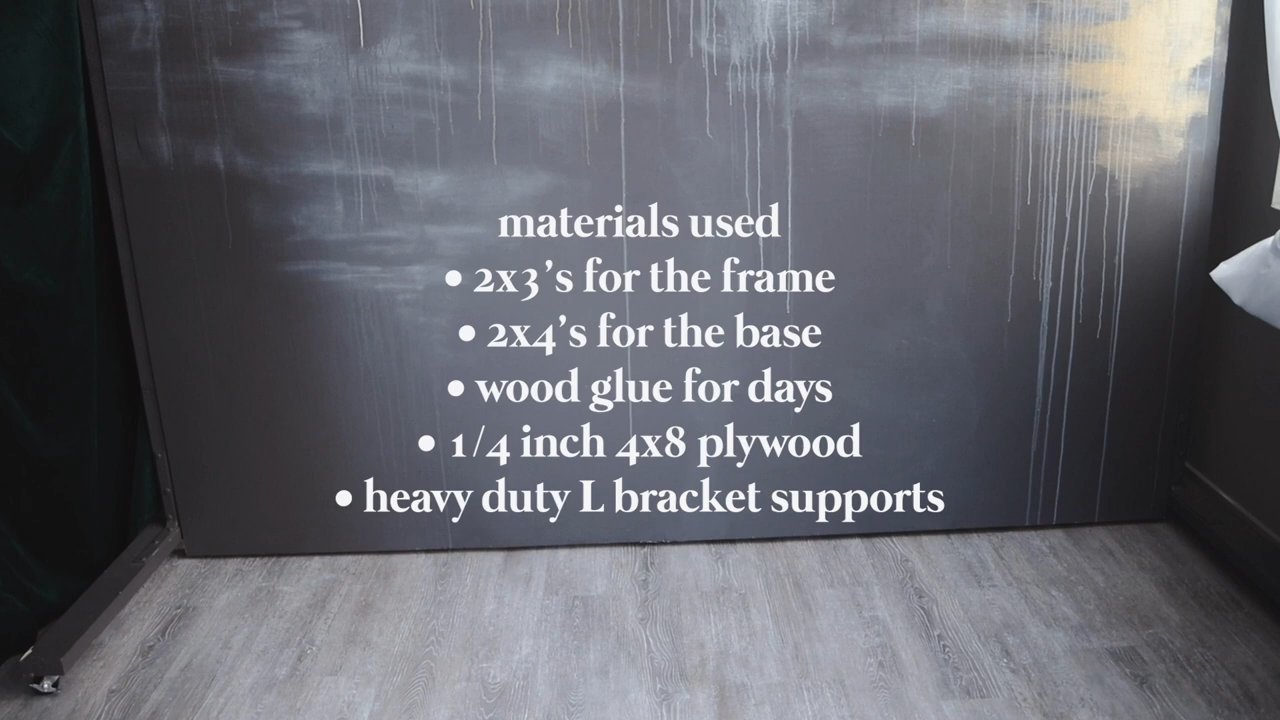 materials used
• 2x3's for the frame
• 2x4's for the base
• wood glue for days
• 1/4 inch 4x8 plywood
• heavy duty L bracket supports